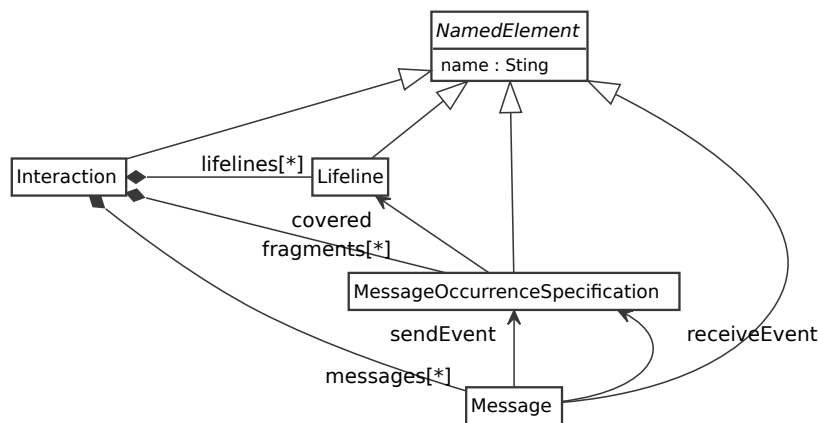 NamedElement
name : Sting
lifelines[*]
Interaction
Lifeline
covered
fragments[*]
MessageOccurrenceSpecification
sendEvent
receiveEvent
messages[*]
Message